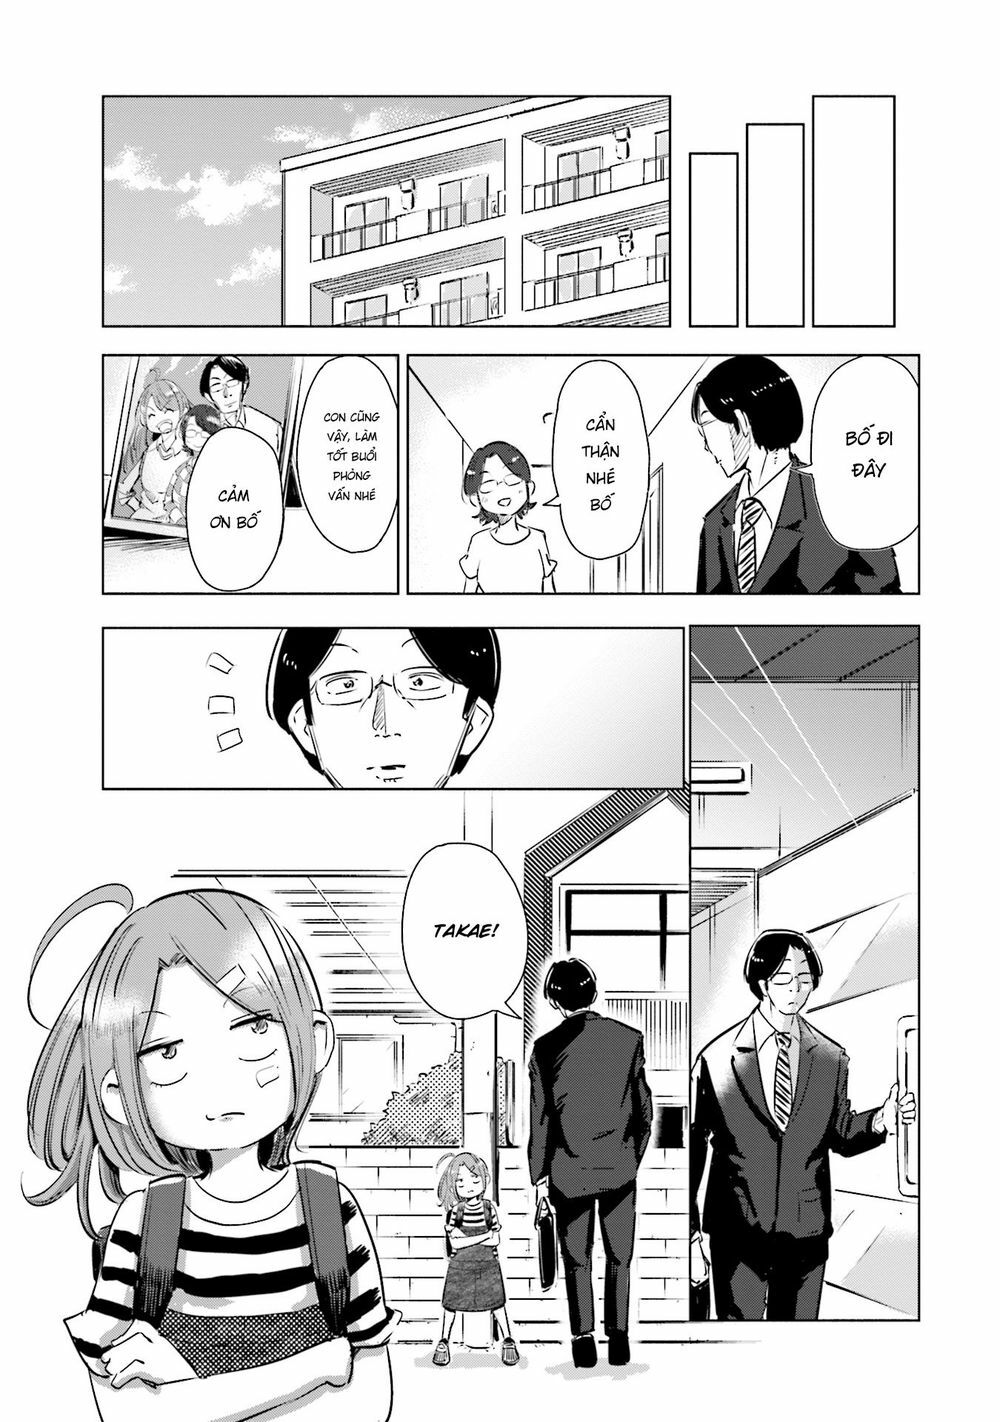 BỐ ĐI
ĐÂY
CẨN
THẬN
NHÉ
BỐ
CON CŨNG
VẬY, LÀM
TỐT BUỔI
PHỎNG
VẤN NHÉ
CẢM
ƠN BỐ
TAKAE!